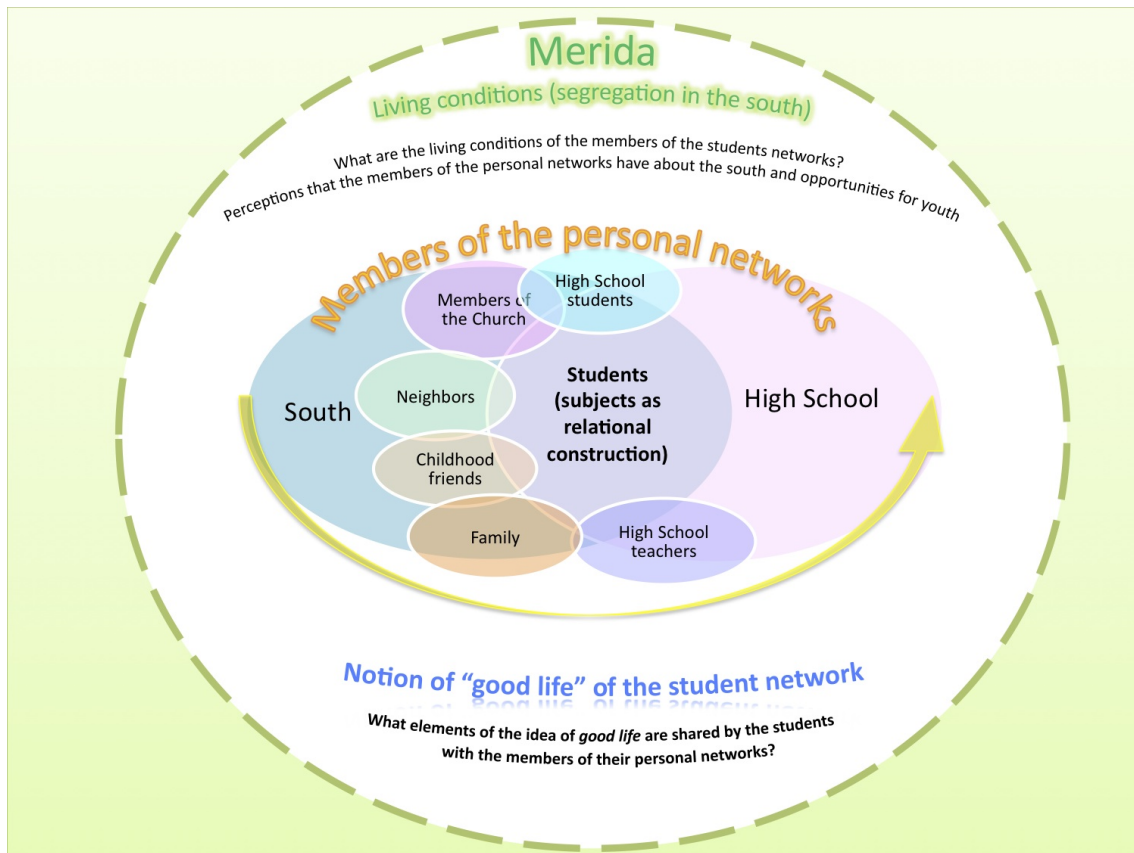 Merida
Living conditions (segregation in the south)
What are the living conditions of the members of the students networks?
Perceptions that the members of the personal networks have about the south and opportunities for youth
Members of the personal networks
High School
students
Members of
the Church
Neighbors
South
Students
(subjects as
relational
construction)
High School
Childhood
friends
Family
High School
teachers
Notion of “good life” of the student network
What elements of the idea of good life are shared by the students
with the members of their personal networks?